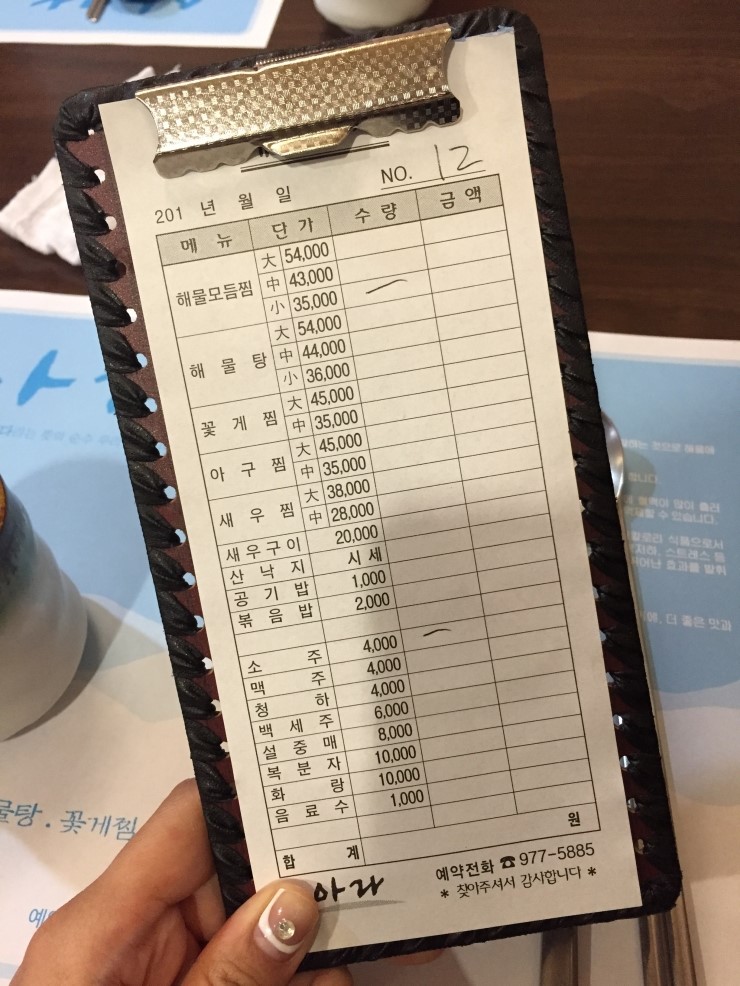 NO. 12
201 년 월 일
메 뉴 단 가 수 량 금 액
해물모듬찜 大 54,000
中 43,000
小 35,000
해 물 탕 大 54,000
中 44,000
小 36,000
꽃 게 찜 大 45,000
中 35,000
아 구 찜 大 45,000
中 35,000
새 우 찜 大 38,000
中 28,000
새우구이 20,000
산 낙 지 시 세
공 기 밥 1,000
볶 음 밥 2,000
소 주 4,000
맥 주 4,000
청 하 4,000
백 세 주 6,000
설 중 매 8,000
복 분 자 10,000
화 랑 10,000
음 료 수 1,000
합 계 원
아라
예약전화 ☎ 977-5885
* 찾아주셔서 감사합니다 *
물탕. 꽃게찜